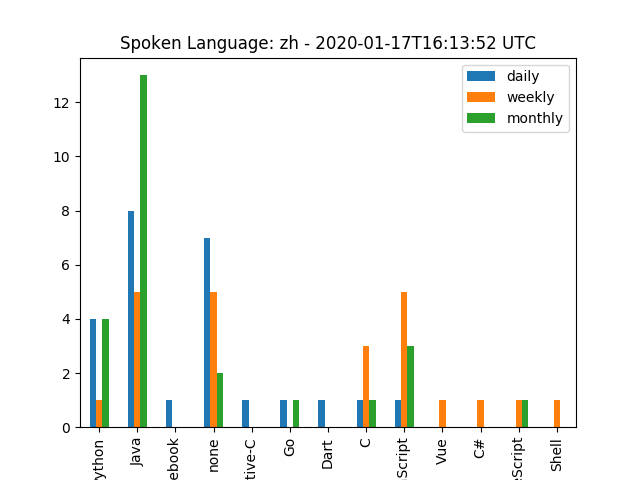 Spoken Language: zh - 2020-01-17T16:13:52 UTC
daily
weekly
monthly
12
10
8
6
4
2
0
ython
Java
ebook
none
tive-C
Go
Dart
C
Script
Vue
C#
eScript
Shell